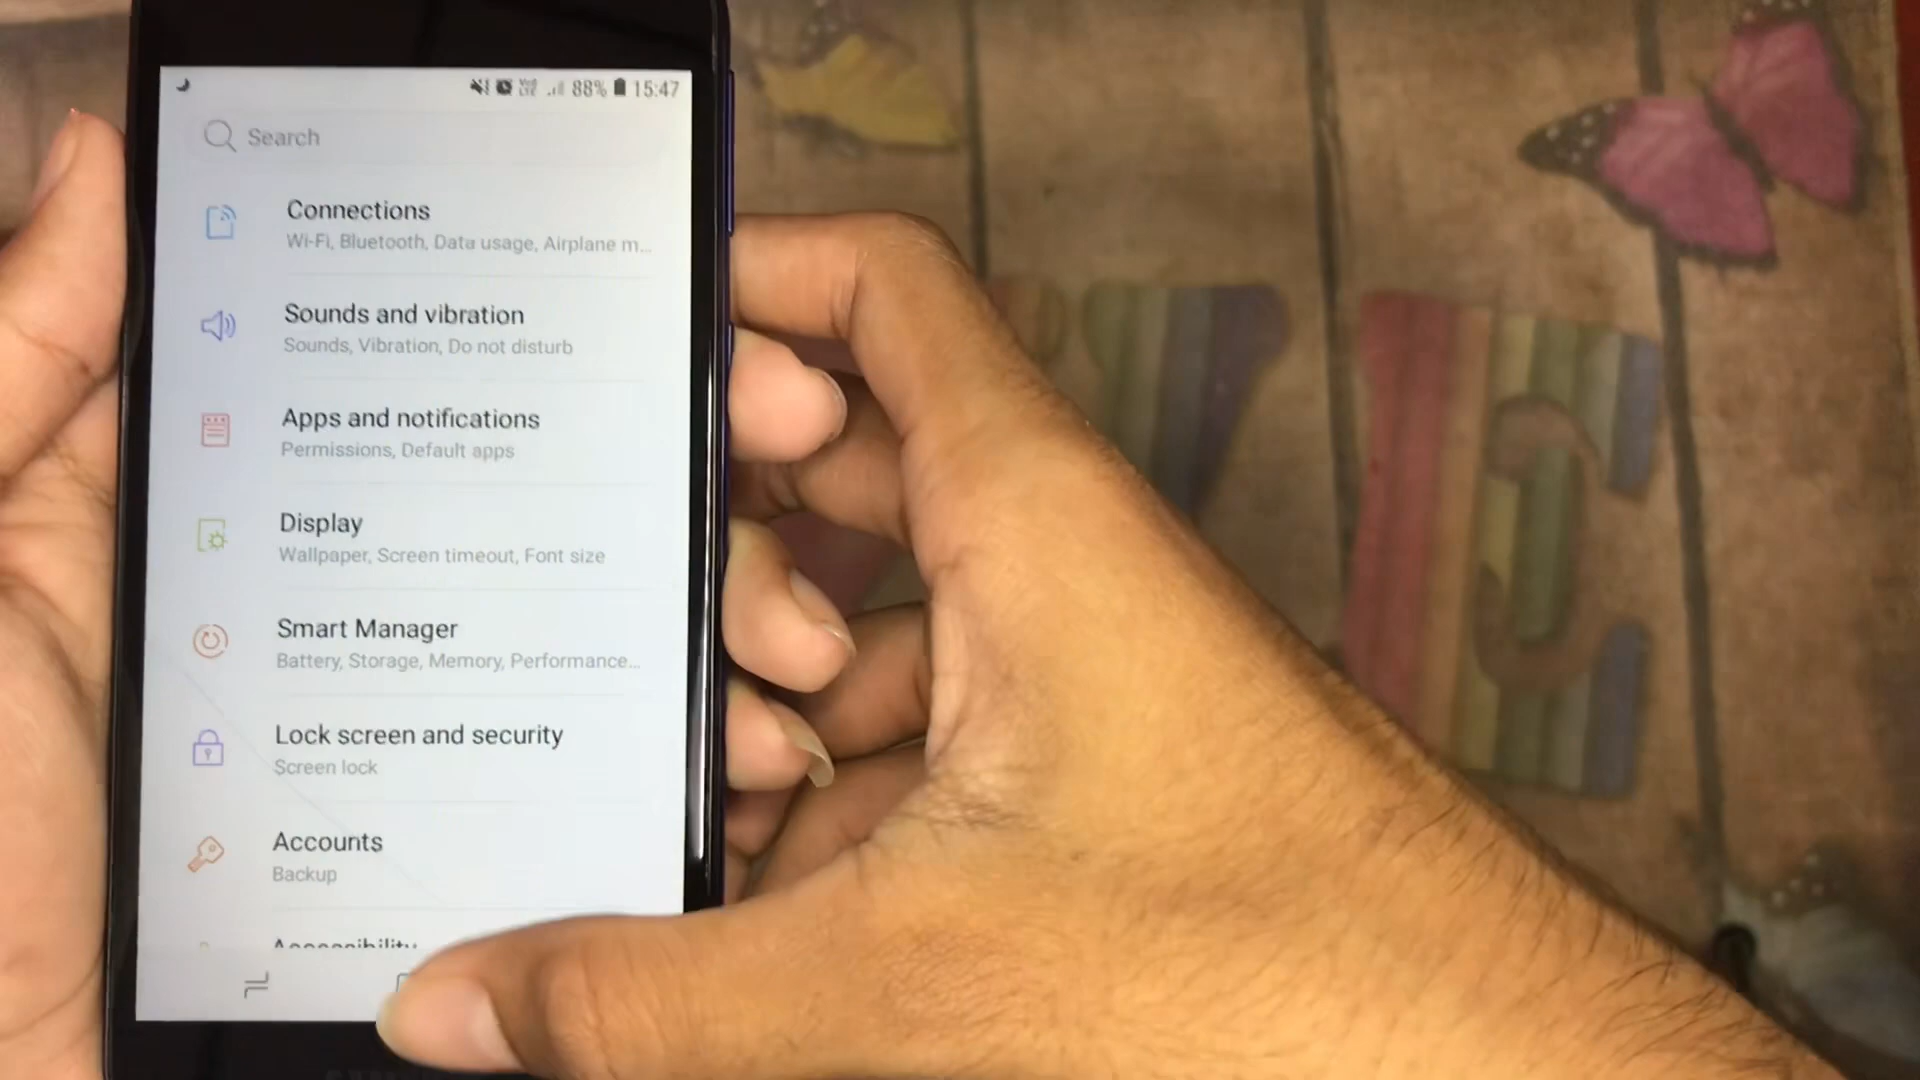 88% 15:47
Search
Connections
Wi-Fi, Bluetooth, Data usage, Airplane m...
Sounds and vibration
Sounds, Vibration, Do not disturb
Apps and notifications
Permissions, Default apps
Display
Wallpaper, Screen timeout, Font size
Smart Manager
Battery, Storage, Memory, Performance...
Lock screen and security
Screen lock
Accounts
Backup
Accessibility